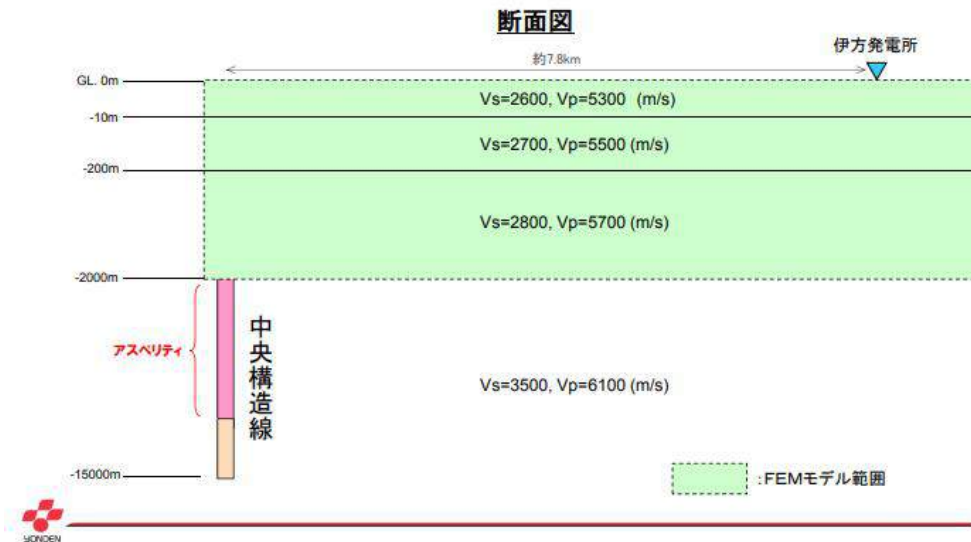 断面図
伊方発電所
約7.8km
GL. 0m
Vs=2600, Vp=5300 (m/s)
-10m
Vs=2700, Vp=5500 (m/s)
-200m
Vs=2800, Vp=5700 (m/s)
-2000m
中央構造線
アスペリティ
Vs=3500, Vp=6100 (m/s)
-15000m
:FEMモデル範囲
YONDEN